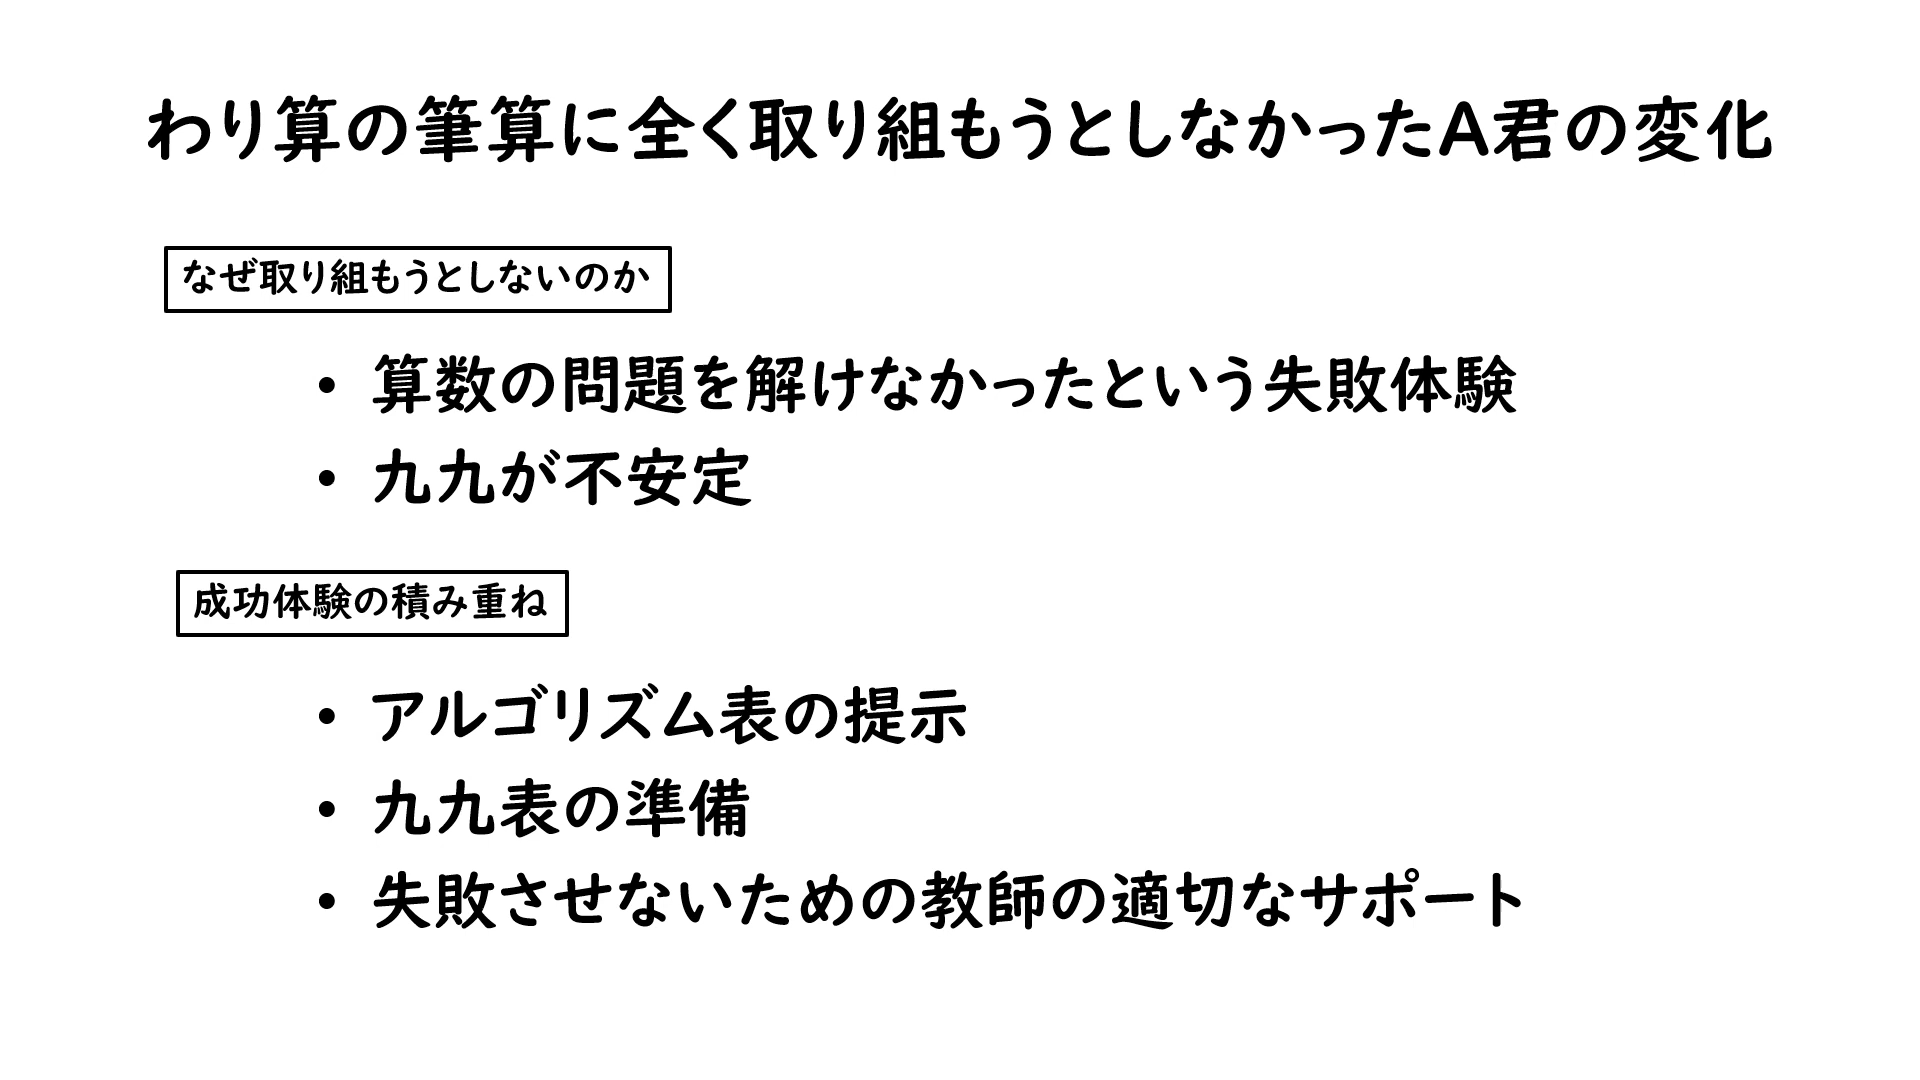 わり算の筆算に全く取り組もうとしなかったA君の変化
なぜ取り組もうとしないのか
• 算数の問題を解けなかったという失敗体験
• 九九が不安定
成功体験の積み重ね
• アルゴリズム表の提示
• 九九表の準備
• 失敗させないための教師の適切なサポート